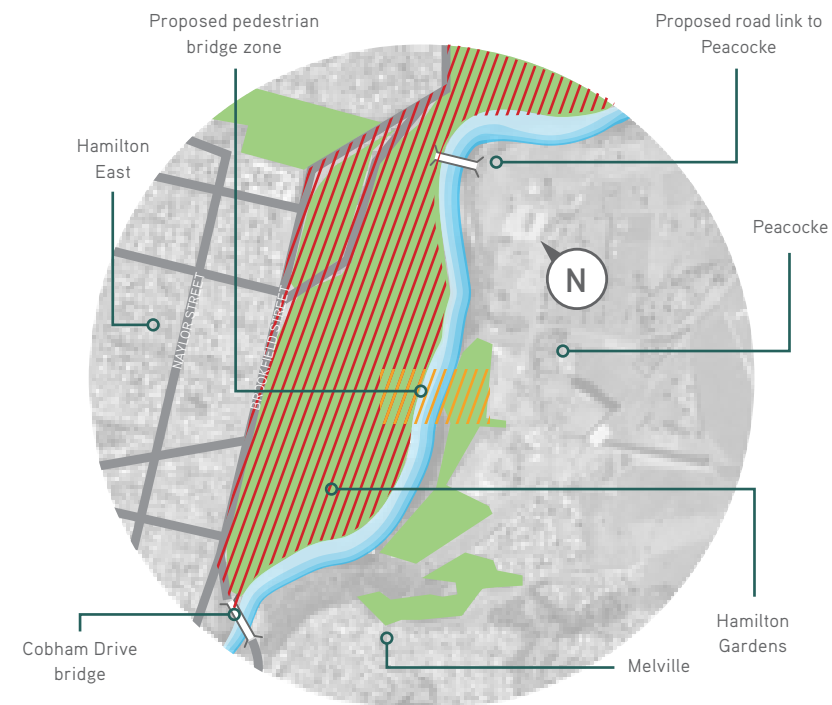 Proposed pedestrian
bridge zone
Proposed road link to
Peacocke
Hamilton
East
Peacocke
N
NAYLOR STREET
BROOKFIELD STREET
Cobham Drive
bridge
Hamilton
Gardens
Melville